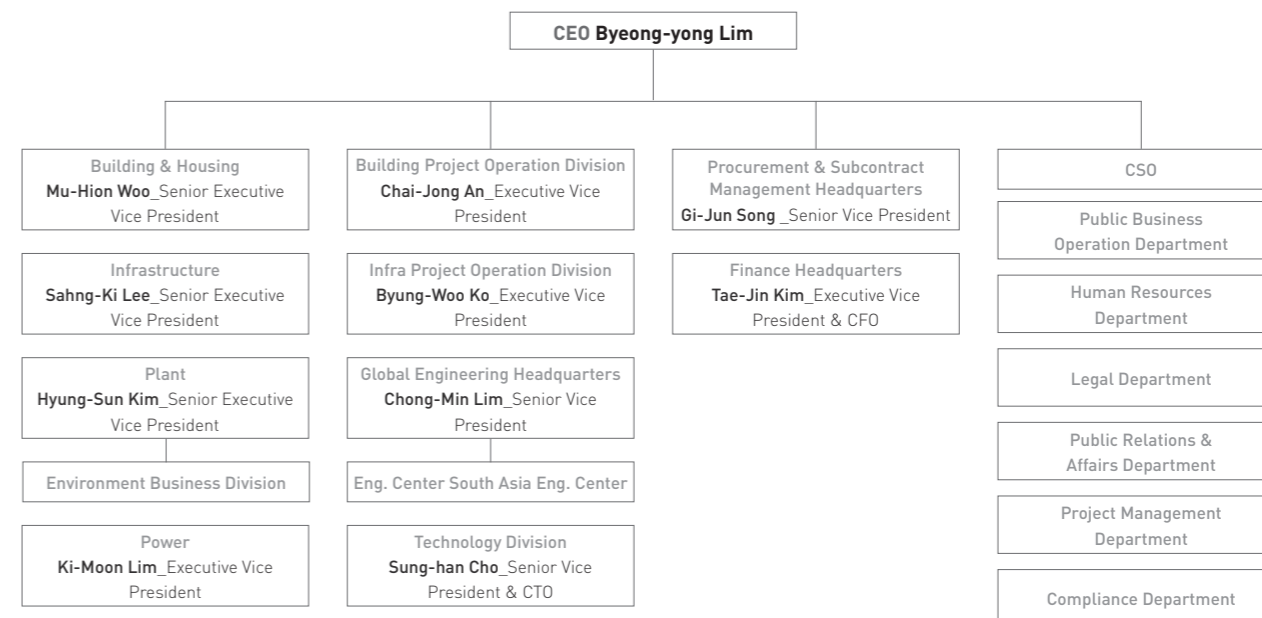 CEO Byeong-yong Lim
Building & Housing
Mu-Hion Woo_Senior Executive
Vice President
Infrastructure
Sahng-Ki Lee_Senior Executive
Vice President
Plant
Hyung-Sun Kim_Senior Executive
Vice President
Environment Business Division
Power
Ki-Moon Lim_Executive Vice
President
Building Project Operation Division
Chai-Jong An_Executive Vice
President
Infra Project Operation Division
Byung-Woo Ko_Executive Vice
President
Global Engineering Headquarters
Chong-Min Lim_Senior Vice
President
Eng. Center South Asia Eng. Center
Technology Division
Sung-han Cho_Senior Vice
President & CTO
Procurement & Subcontract
Management Headquarters
Gi-Jun Song _Senior Vice President
Finance Headquarters
Tae-Jin Kim_Executive Vice
President & CFO
CSO
Public Business
Operation Department
Human Resources
Department
Legal Department
Public Relations &
Affairs Department
Project Management
Department
Compliance Department